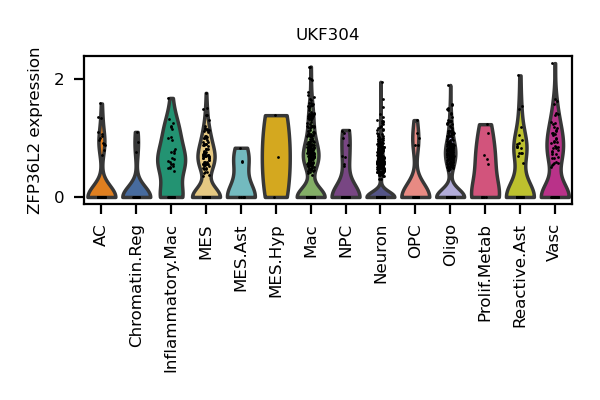 UKF304
ZFP36L2 expression
2
0
AC
Chromatin.Reg
Inflammatory.Mac
MES
MES.Ast
MES.Hyp
Mac
NPC
Neuron
OPC
Oligo
Prolif.Metab
Reactive.Ast
Vasc